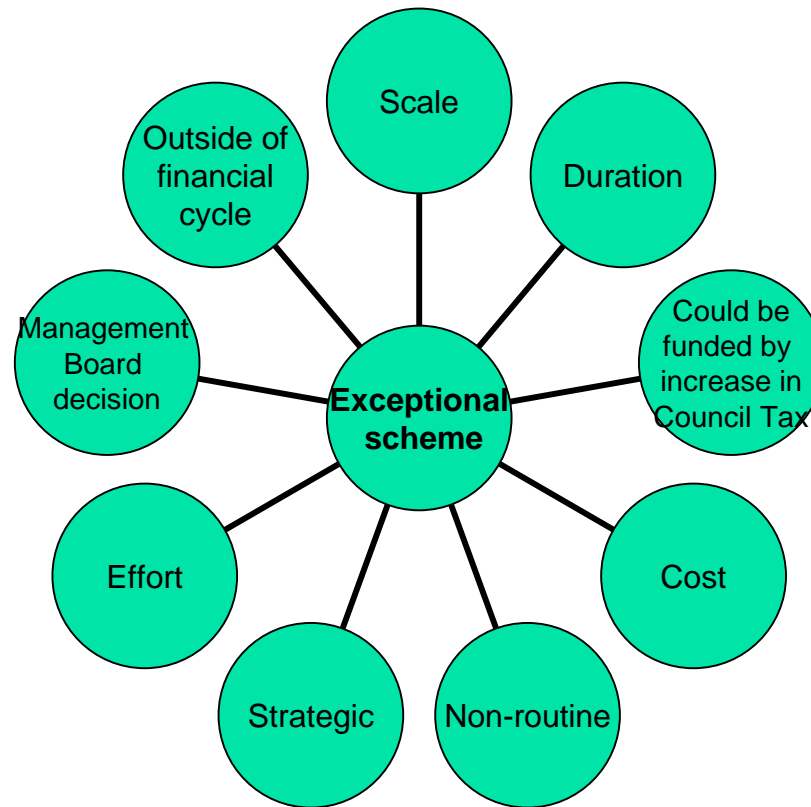 Scale
Duration
Could be
funded by
increase in
Council Tax
Cost
Non-routine
Strategic
Effort
Management
Board
decision
Outside of
financial
cycle
Exceptional
scheme